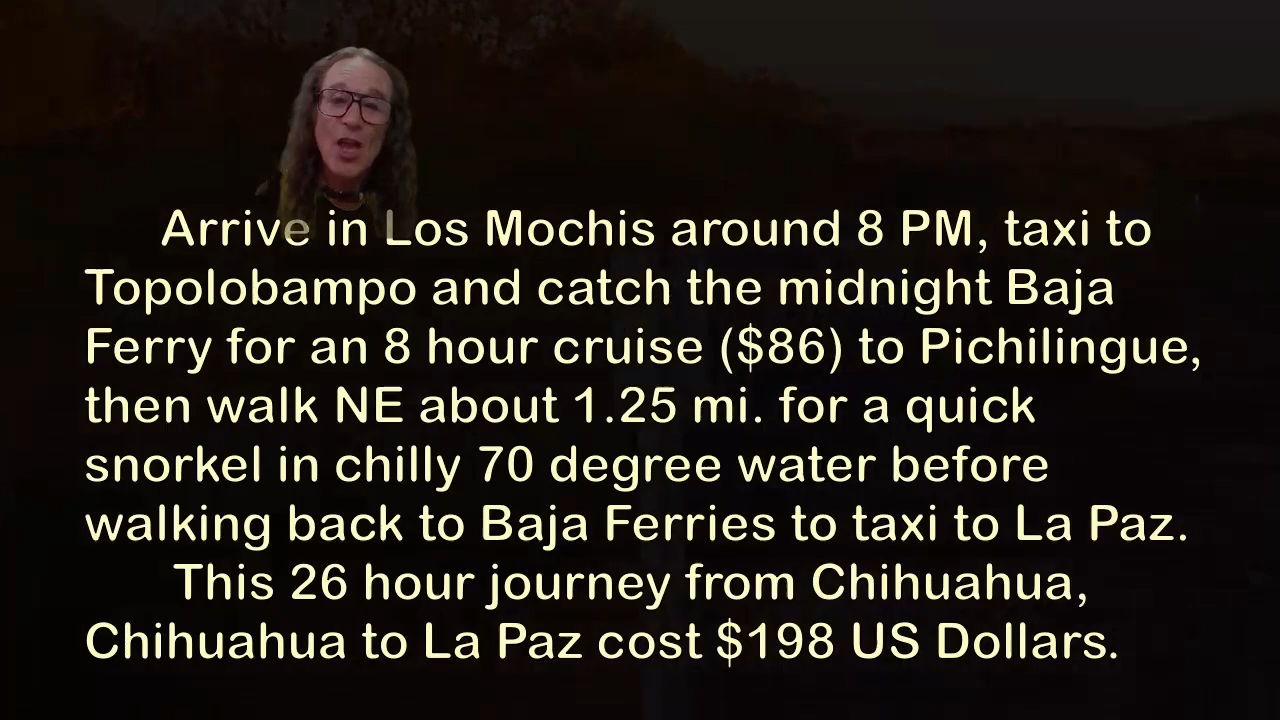 Arrive in Los Mochis around 8 PM, taxi to
Topolobampo and catch the midnight Baja
Ferry for an 8 hour cruise ($86) to Pichilingue,
then walk NE about 1.25 mi. for a quick
snorkel in chilly 70 degree water before
walking back to Baja Ferries to taxi to La Paz.
This 26 hour journey from Chihuahua,
Chihuahua to La Paz cost $198 US Dollars.